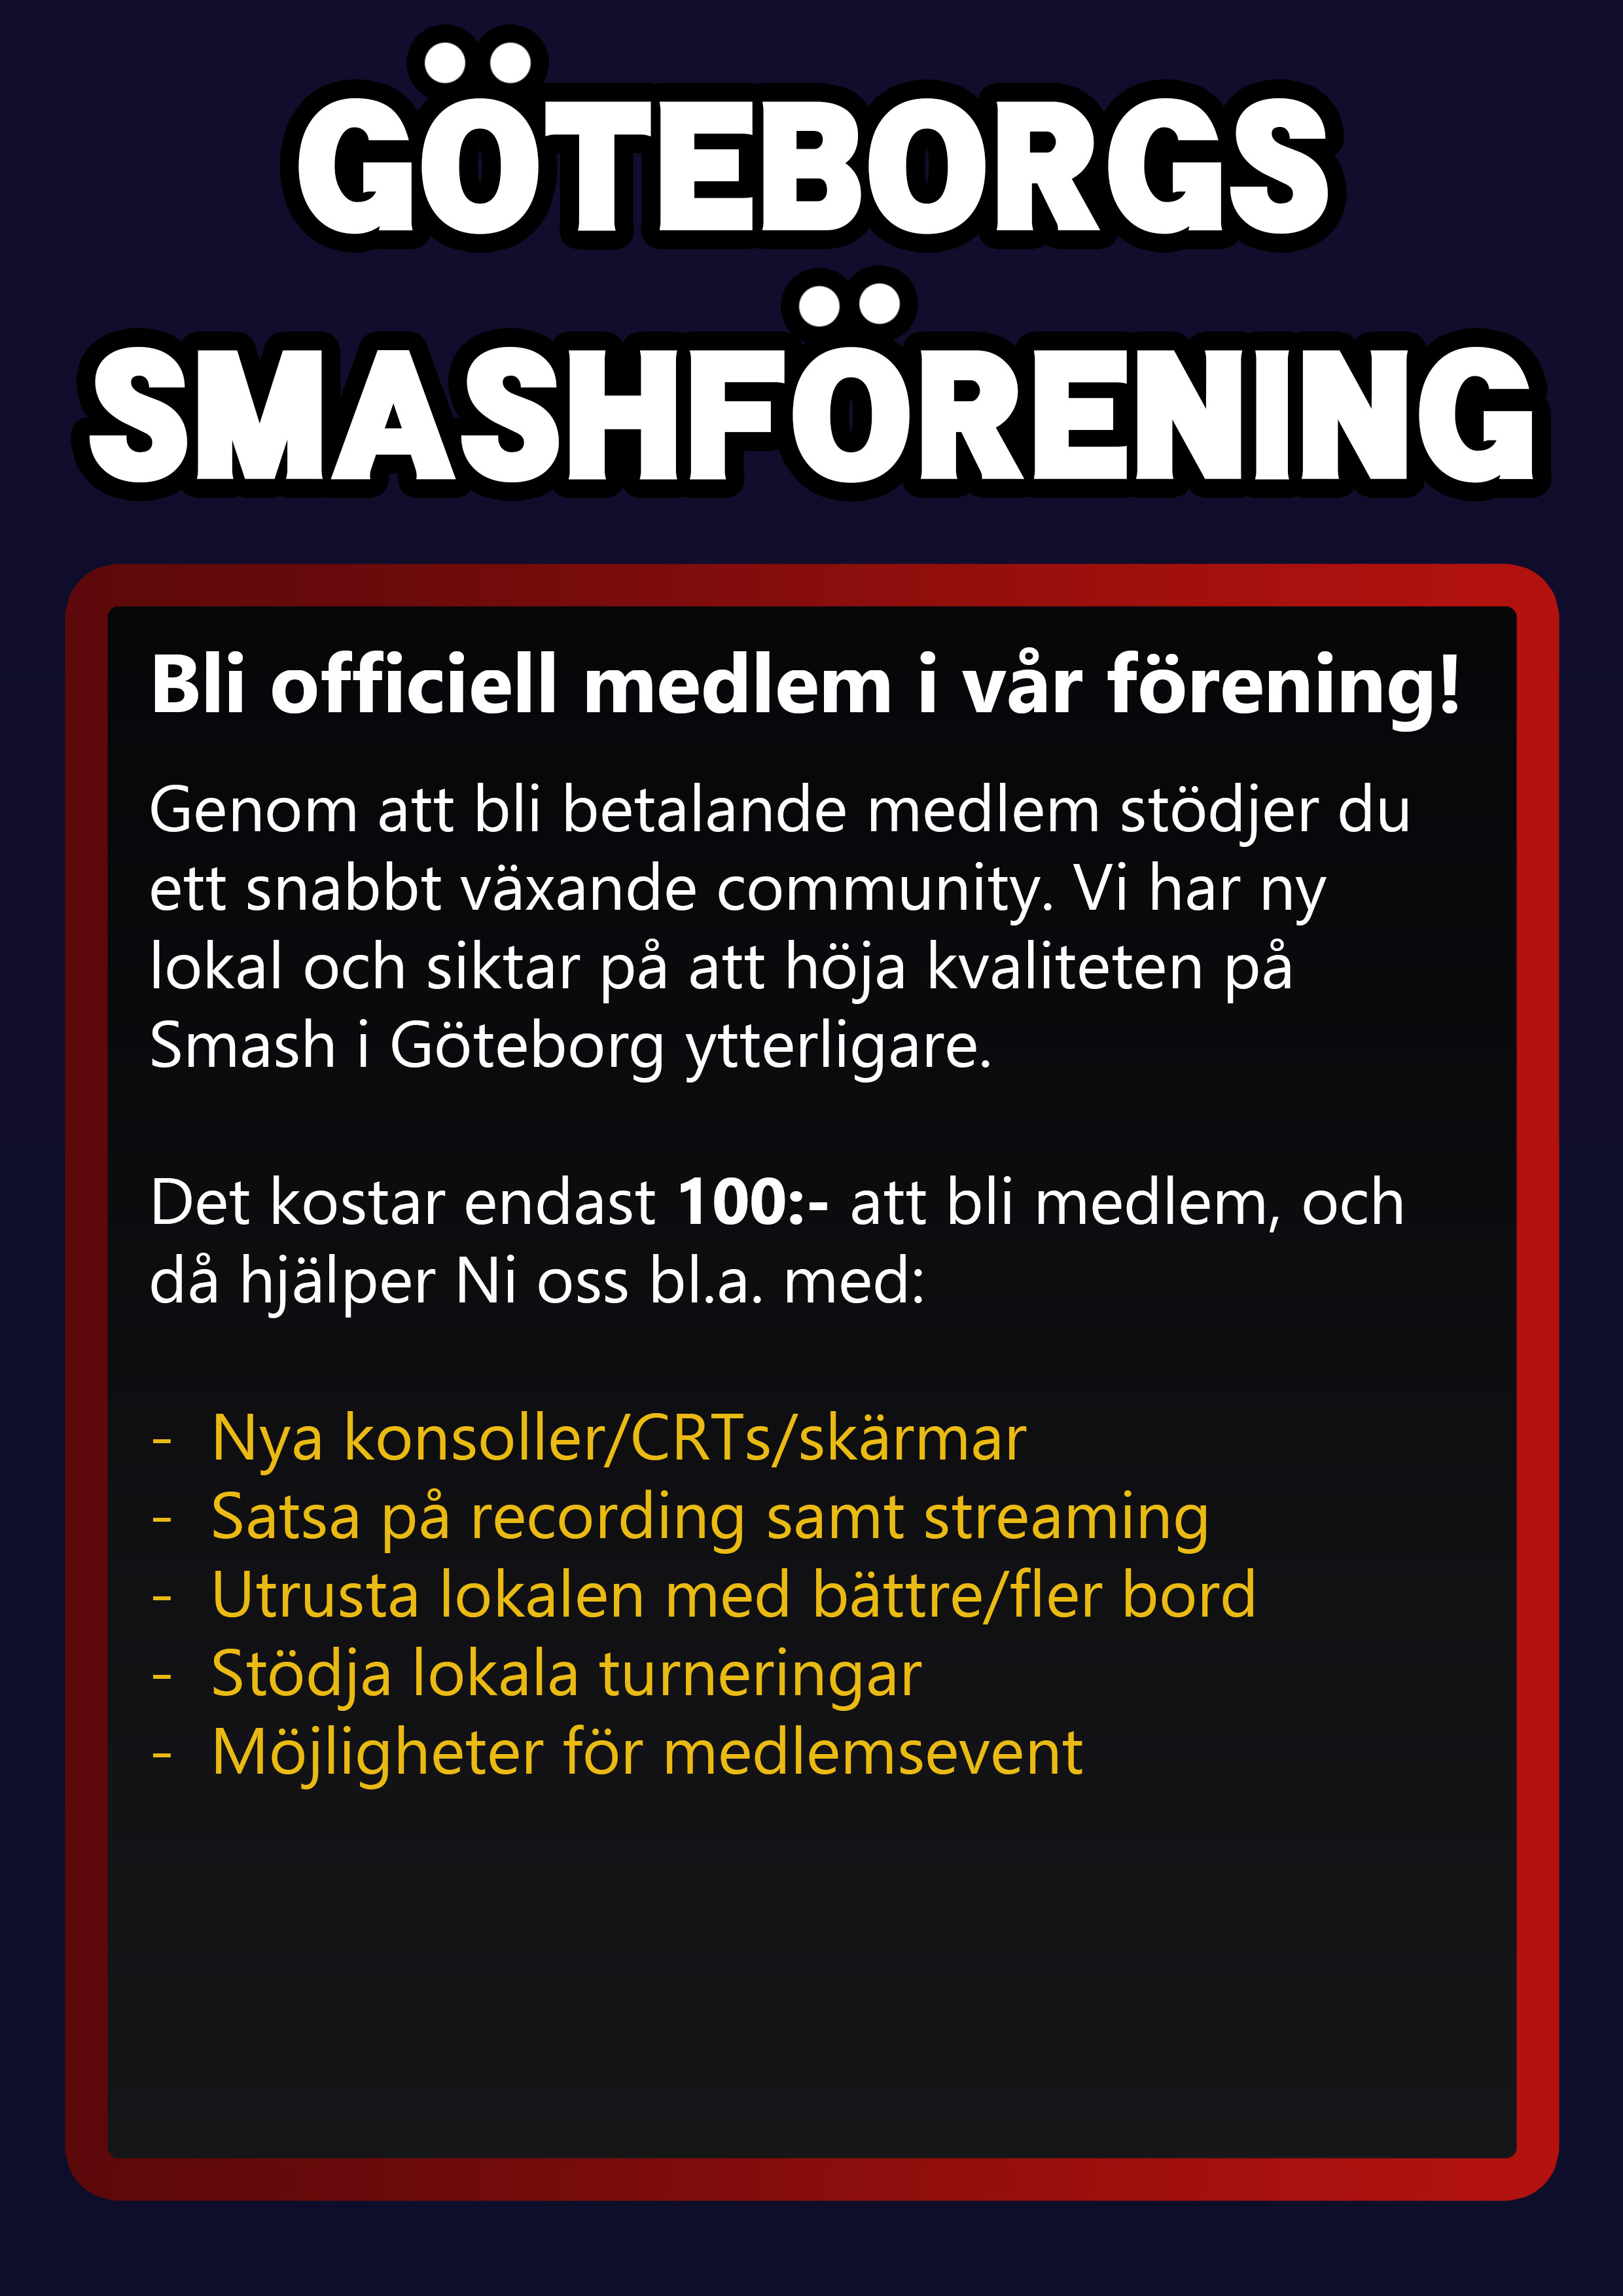 GÖTEBORGS
SMASHFÖRENING
Bli officiell medlem i vår förening!
Genom att bli betalande medlem stödjer du
ett snabbt växande community. Vi har ny
lokal och siktar på att höja kvaliteten på
Smash i Göteborg ytterligare.
Det kostar endast 100:- att bli medlem, och
då hjälper Ni oss bl.a. med:
- Nya konsoller/CRTs/skärmar
- Satsa på recording samt streaming
- Utrusta lokalen med bättre/fler bord
- Stödja lokala turneringar
- Möjligheter för medlemsevent